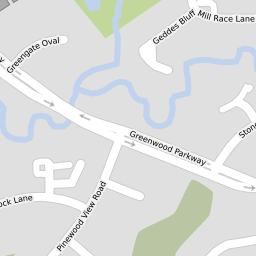 Mill Race Lane
Geddes Bluff
Greengate Oval
Greenwood Parkway
Pinewood View Road
ock Lane
Stone